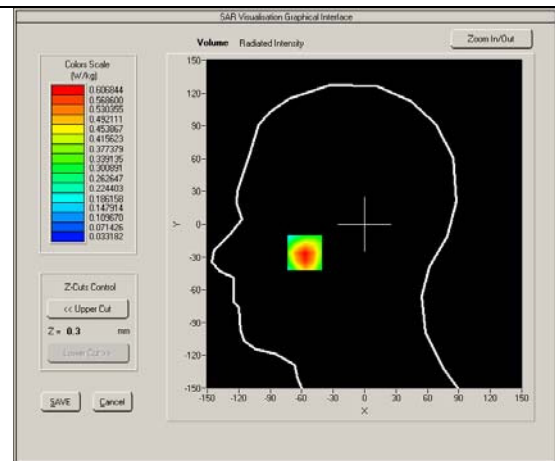 SAR Visualisation Graphical Interface
Volume Radiated Intensity
Zoom In/Out
Colors Scale
(W/kg)
0.606844
0.568600
0.530355
0.492111
0.453867
0.415623
0.377379
0.339135
0.300891
0.262647
0.224403
0.186158
0.147914
0.109670
0.071426
0.033182
Z-Cuts Control
<< Upper Cut
Z = 0.3 mm
Lower Cut >>
SAVE Cancel
150
120
90
60
30
Y 0
-30
-60
-90
-120
-150
-150 -120 -90 -60 -30 0 30 60 90 120 150
X